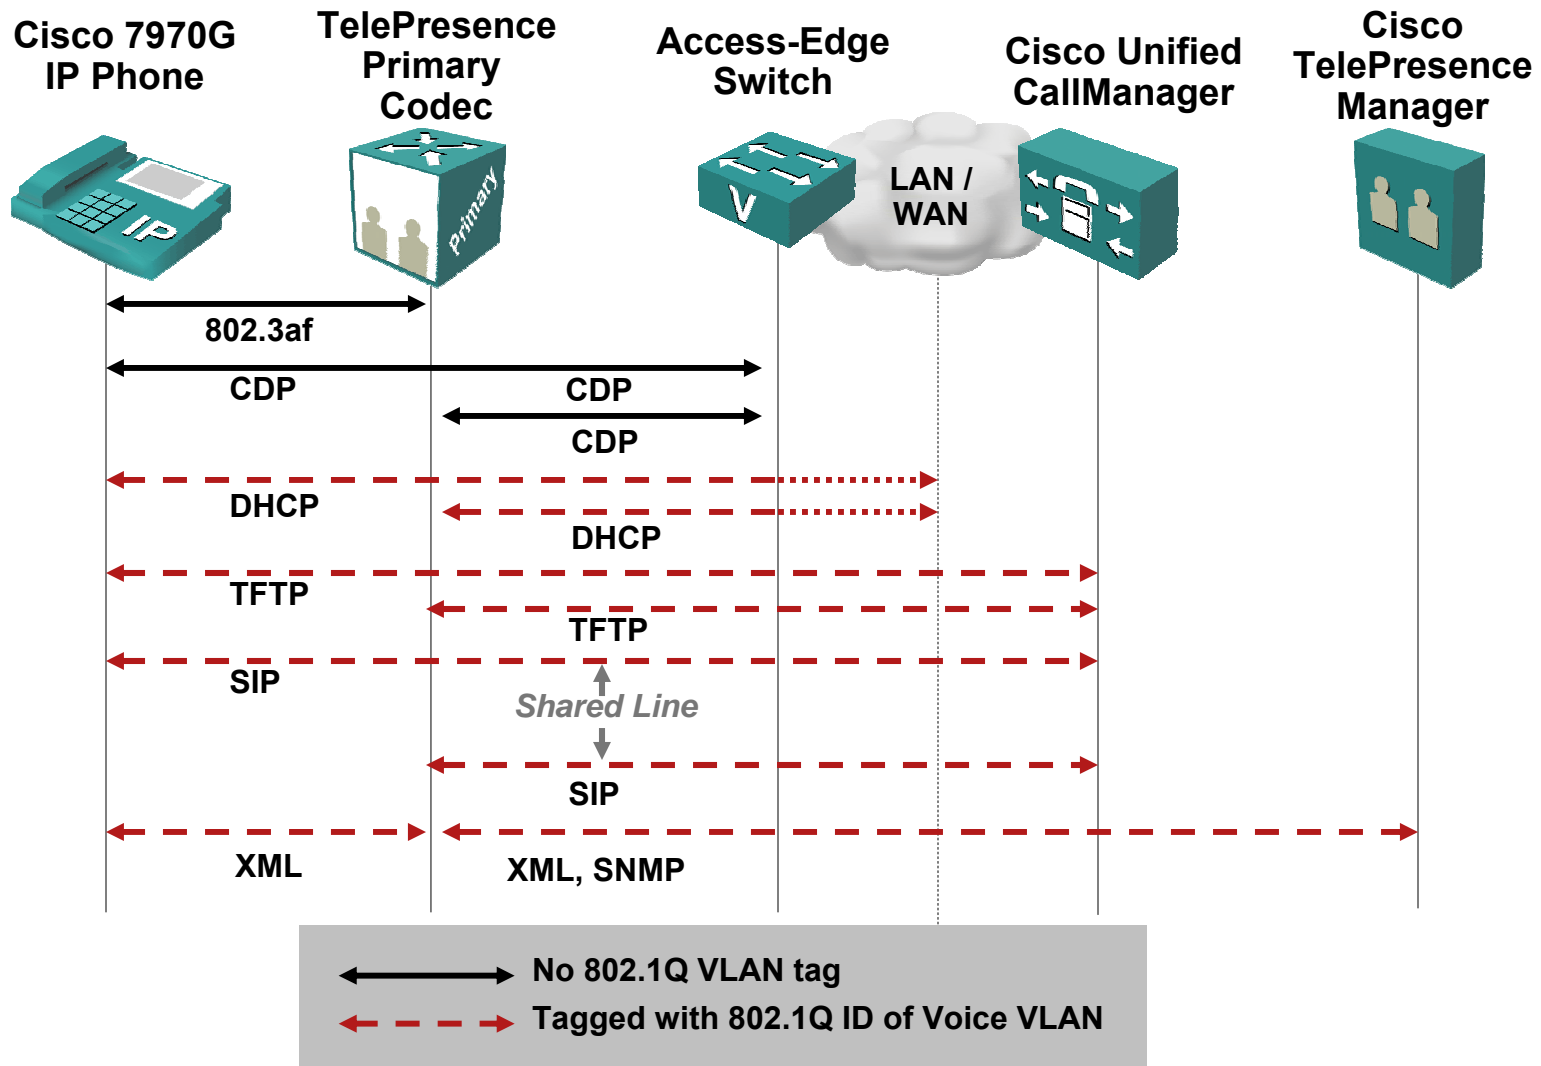 Cisco 7970G
IP Phone
TelePresence
Primary
Codec
Access-Edge
Switch
Cisco Unified
CallManager
Cisco
TelePresence
Manager
IP
Primary
V
LAN /
WAN
802.3af
CDP
CDP
CDP
DHCP
DHCP
TFTP
TFTP
SIP
Shared Line
SIP
XML
XML, SNMP
No 802.1Q VLAN tag
Tagged with 802.1Q ID of Voice VLAN